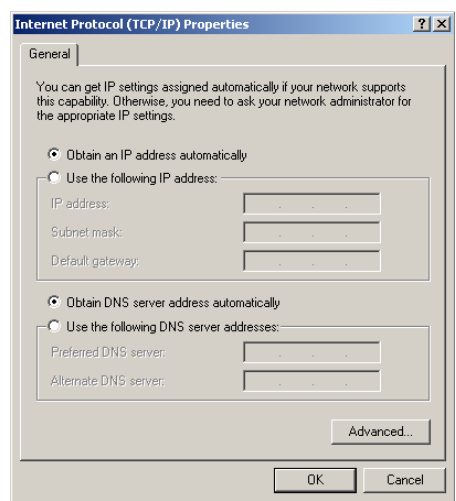 Internet Protocol (TCP/IP) Properties
General
You can get IP settings assigned automatically if your network supports
this capability. Otherwise, you need to ask your network administrator for
the appropriate IP settings.
Obtain an IP address automatically
Use the following IP address:
IP address:
Subnet mask:
Default gateway:
Obtain DNS server address automatically
Use the following DNS server addresses:
Preferred DNS server:
Alternate DNS server:
Advanced...
OK Cancel